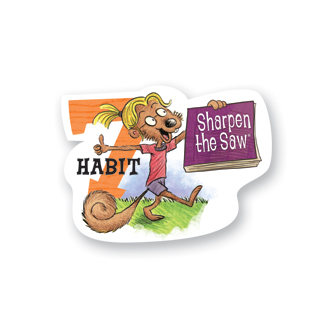 7
HABIT
Sharpen
the Saw®